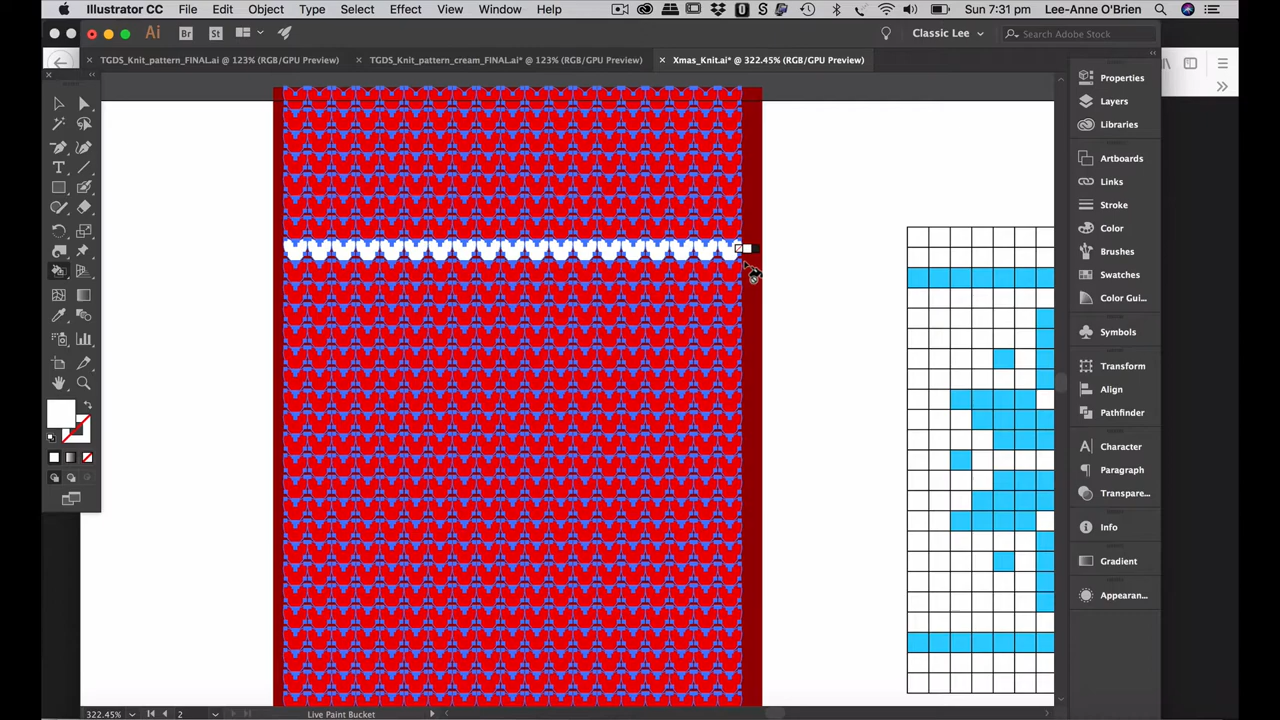 Illustrator CC File Edit Object Type Select Effect View Window Help Sun 7:31 pm Lee-Anne O'Brien
Ai Br St Classic Lee Search Adobe Stock
TGDS_Knit_pattern_FINAL.ai @ 123% (RGB/GPU Preview)
TGDS_Knit_pattern_cream_FINAL.ai* @ 123% (RGB/GPU Preview)
Xmas_Knit.ai* @ 322.45% (RGB/GPU Preview)
Properties
Layers
Libraries
Artboards
Links
Stroke
Color
Brushes
Swatches
Color Gui...
Symbols
Transform
Align
Pathfinder
Character
Paragraph
Transpare...
Info
Gradient
Appearan...
322.45% 2 Live Paint Bucket